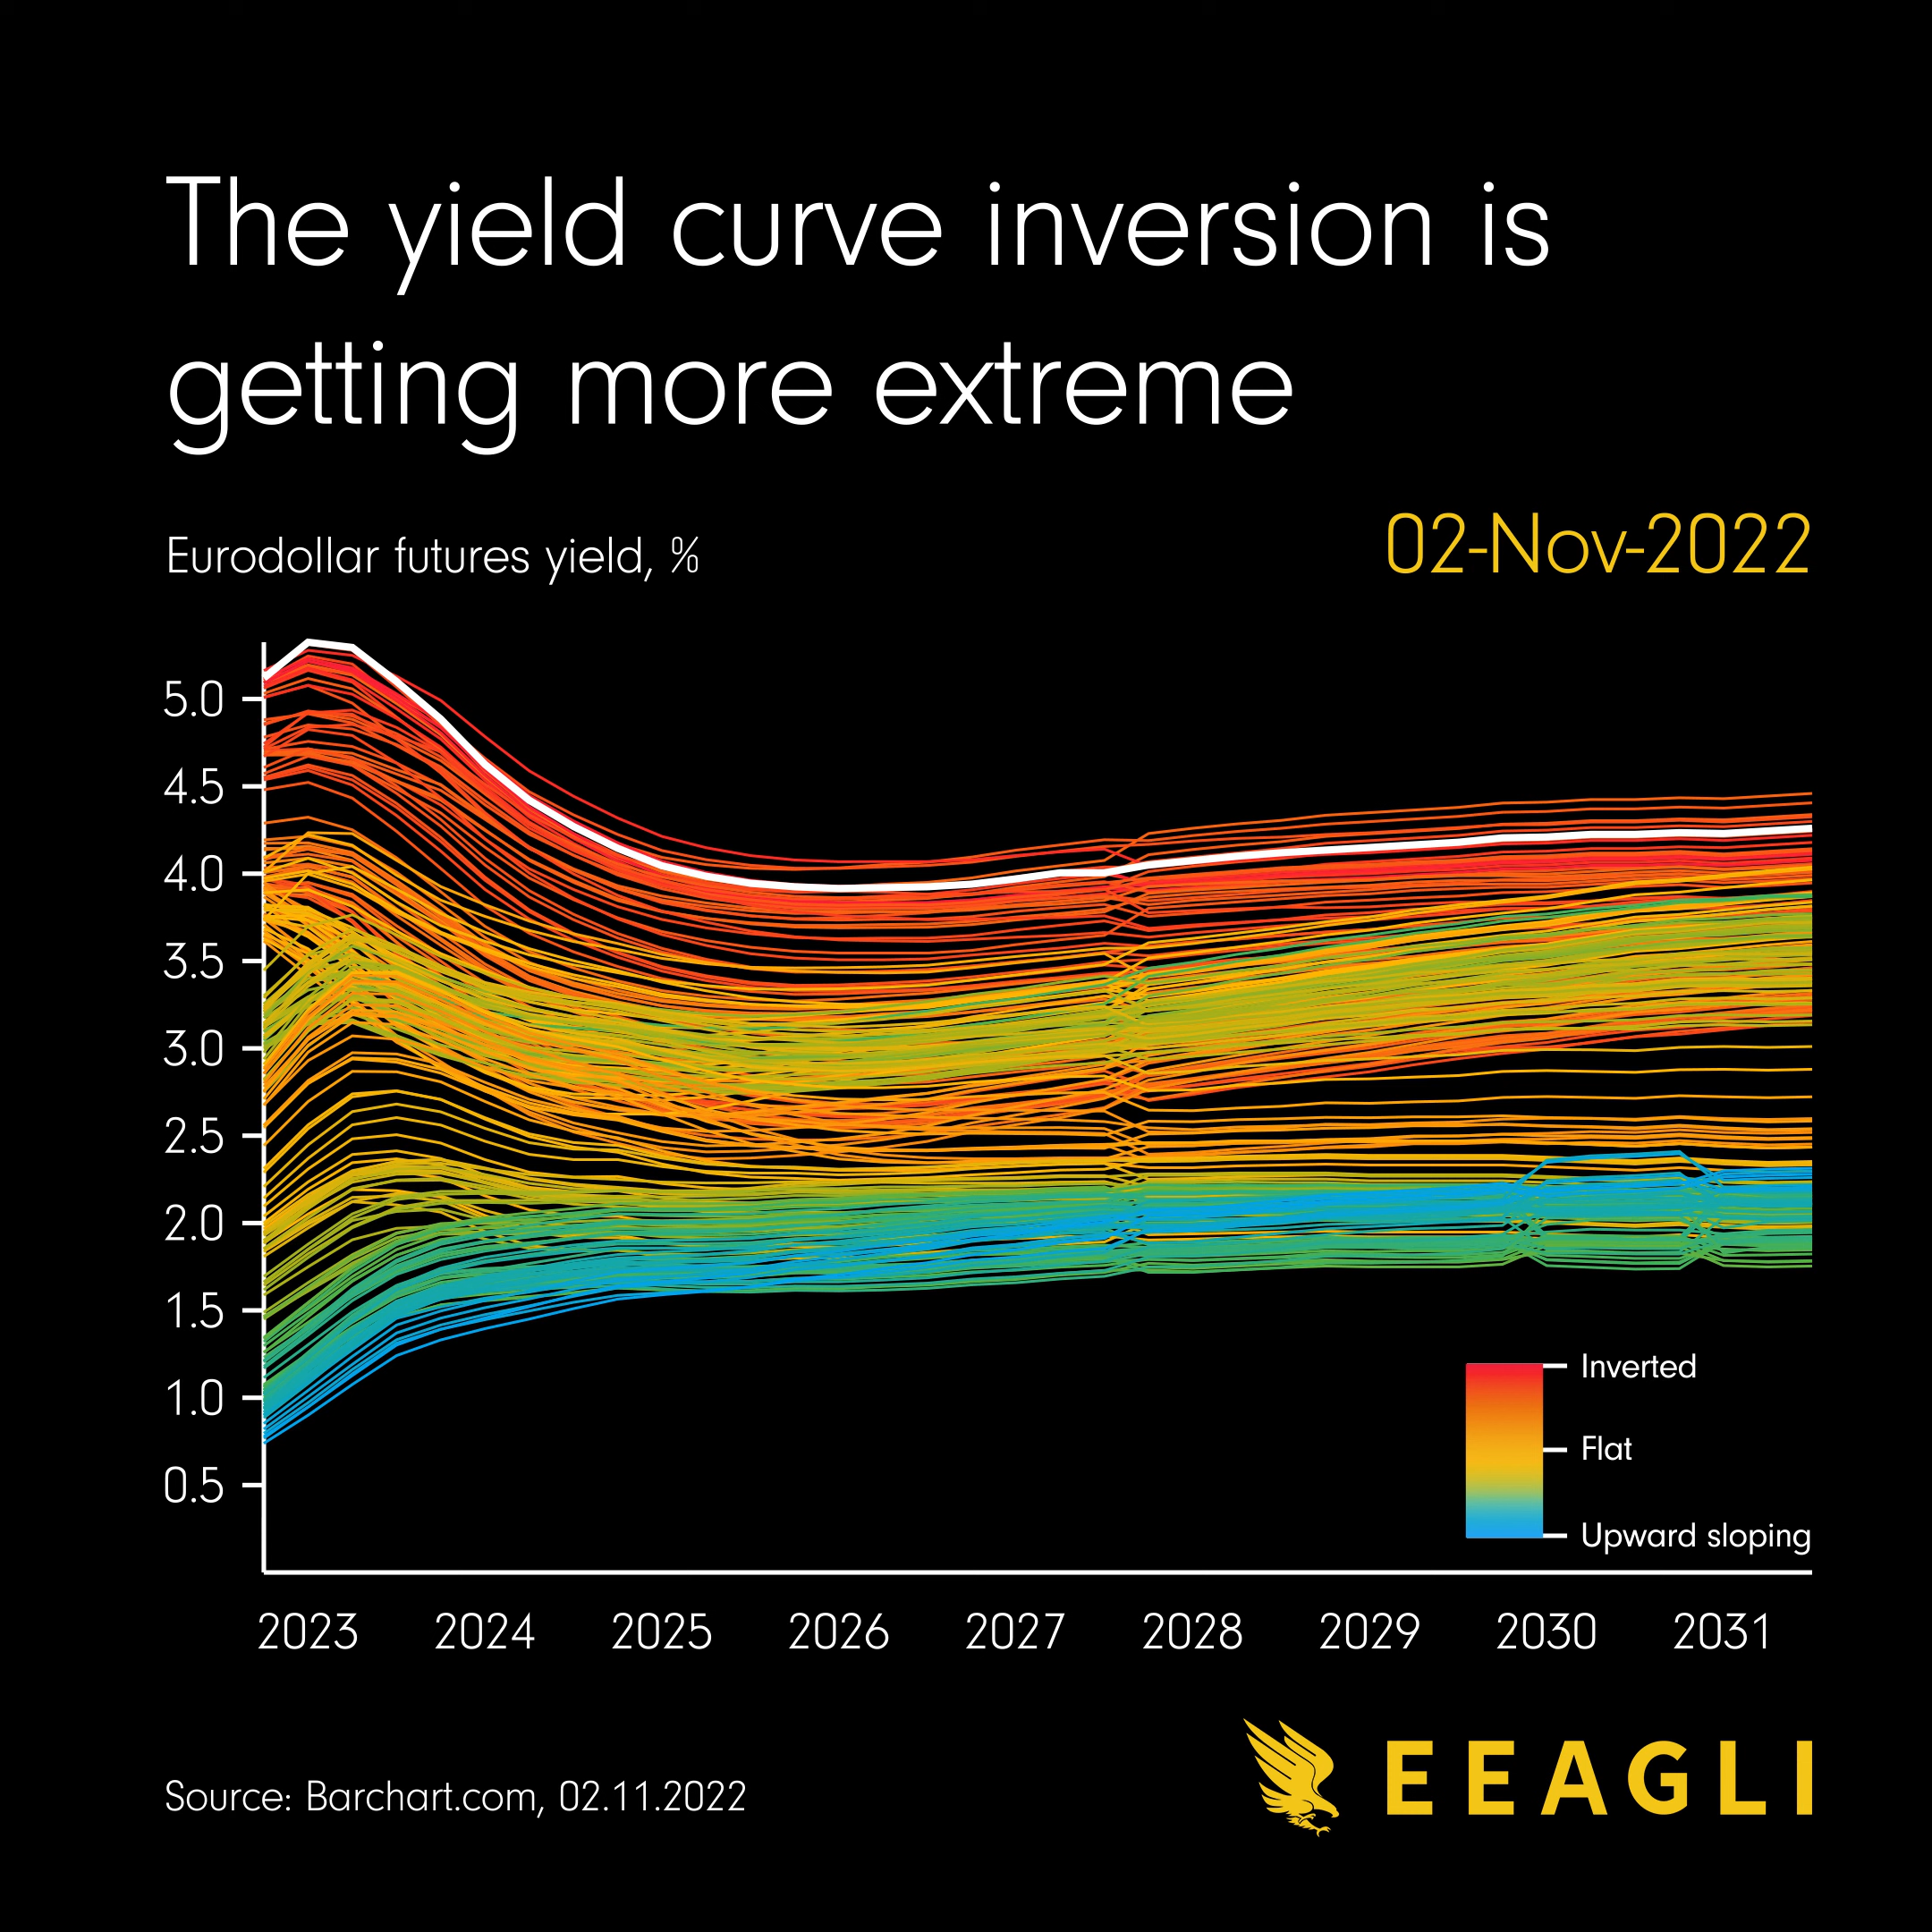 The yield curve inversion is
getting more extreme
Eurodollar futures yield, %
02-Nov-2022
5.0
4.5
4.0
3.5
3.0
2.5
2.0
1.5
1.0
0.5
Inverted
Flat
Upward sloping
2023 2024 2025 2026 2027 2028 2029 2030 2031
Source: Barchart.com, 02.11.2022
EEAGLI